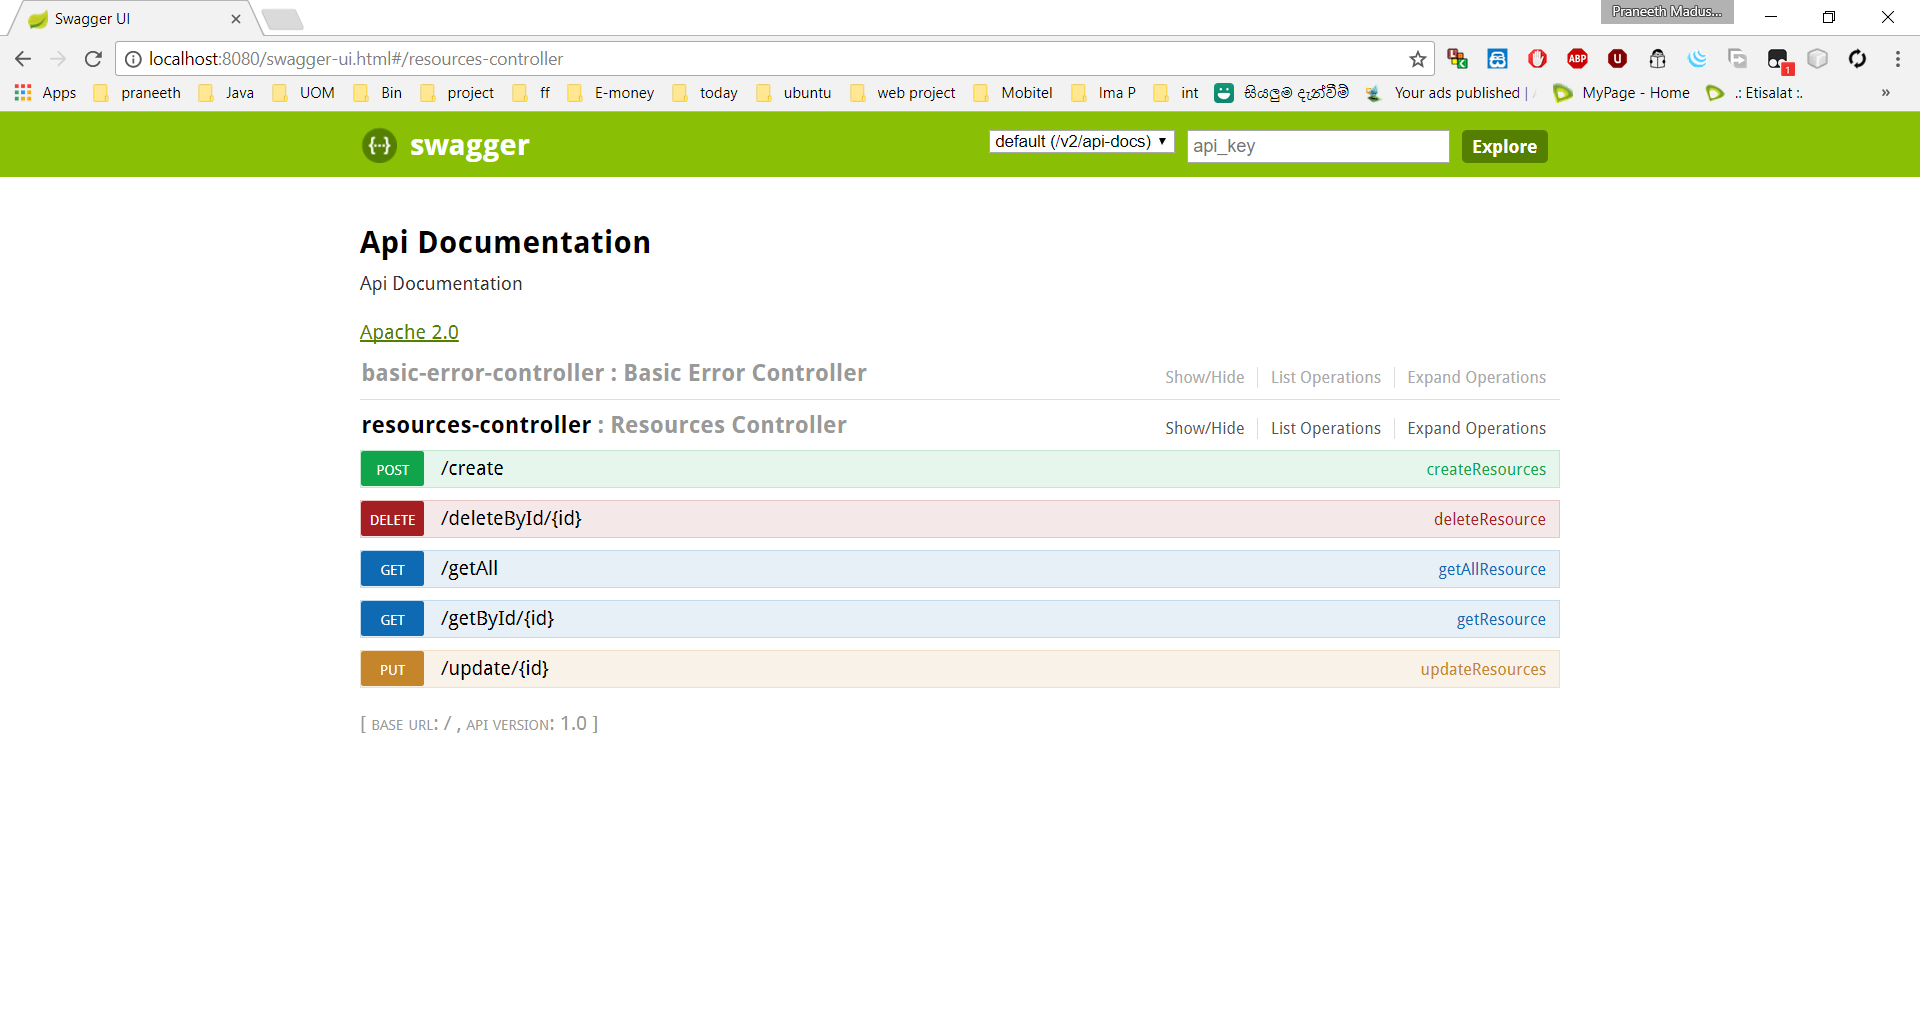 Swagger UI
Praneeth Madus...
localhost:8080/swagger-ui.html#/resources-controller
Apps praneeth Java UOM Bin project ff E-money today ubuntu web project Mobitel Ima P int සියලුම දැන්වීම් Your ads published | MyPage - Home .: Etisalat :. »
{···} swagger default (/v2/api-docs) api_key Explore
Api Documentation
Api Documentation
Apache 2.0
basic-error-controller : Basic Error Controller Show/Hide List Operations Expand Operations
resources-controller : Resources Controller Show/Hide List Operations Expand Operations
POST /create createResources
DELETE /deleteById/{id} deleteResource
GET /getAll getAllResource
GET /getById/{id} getResource
PUT /update/{id} updateResources
[ BASE URL: / , API VERSION: 1.0 ]